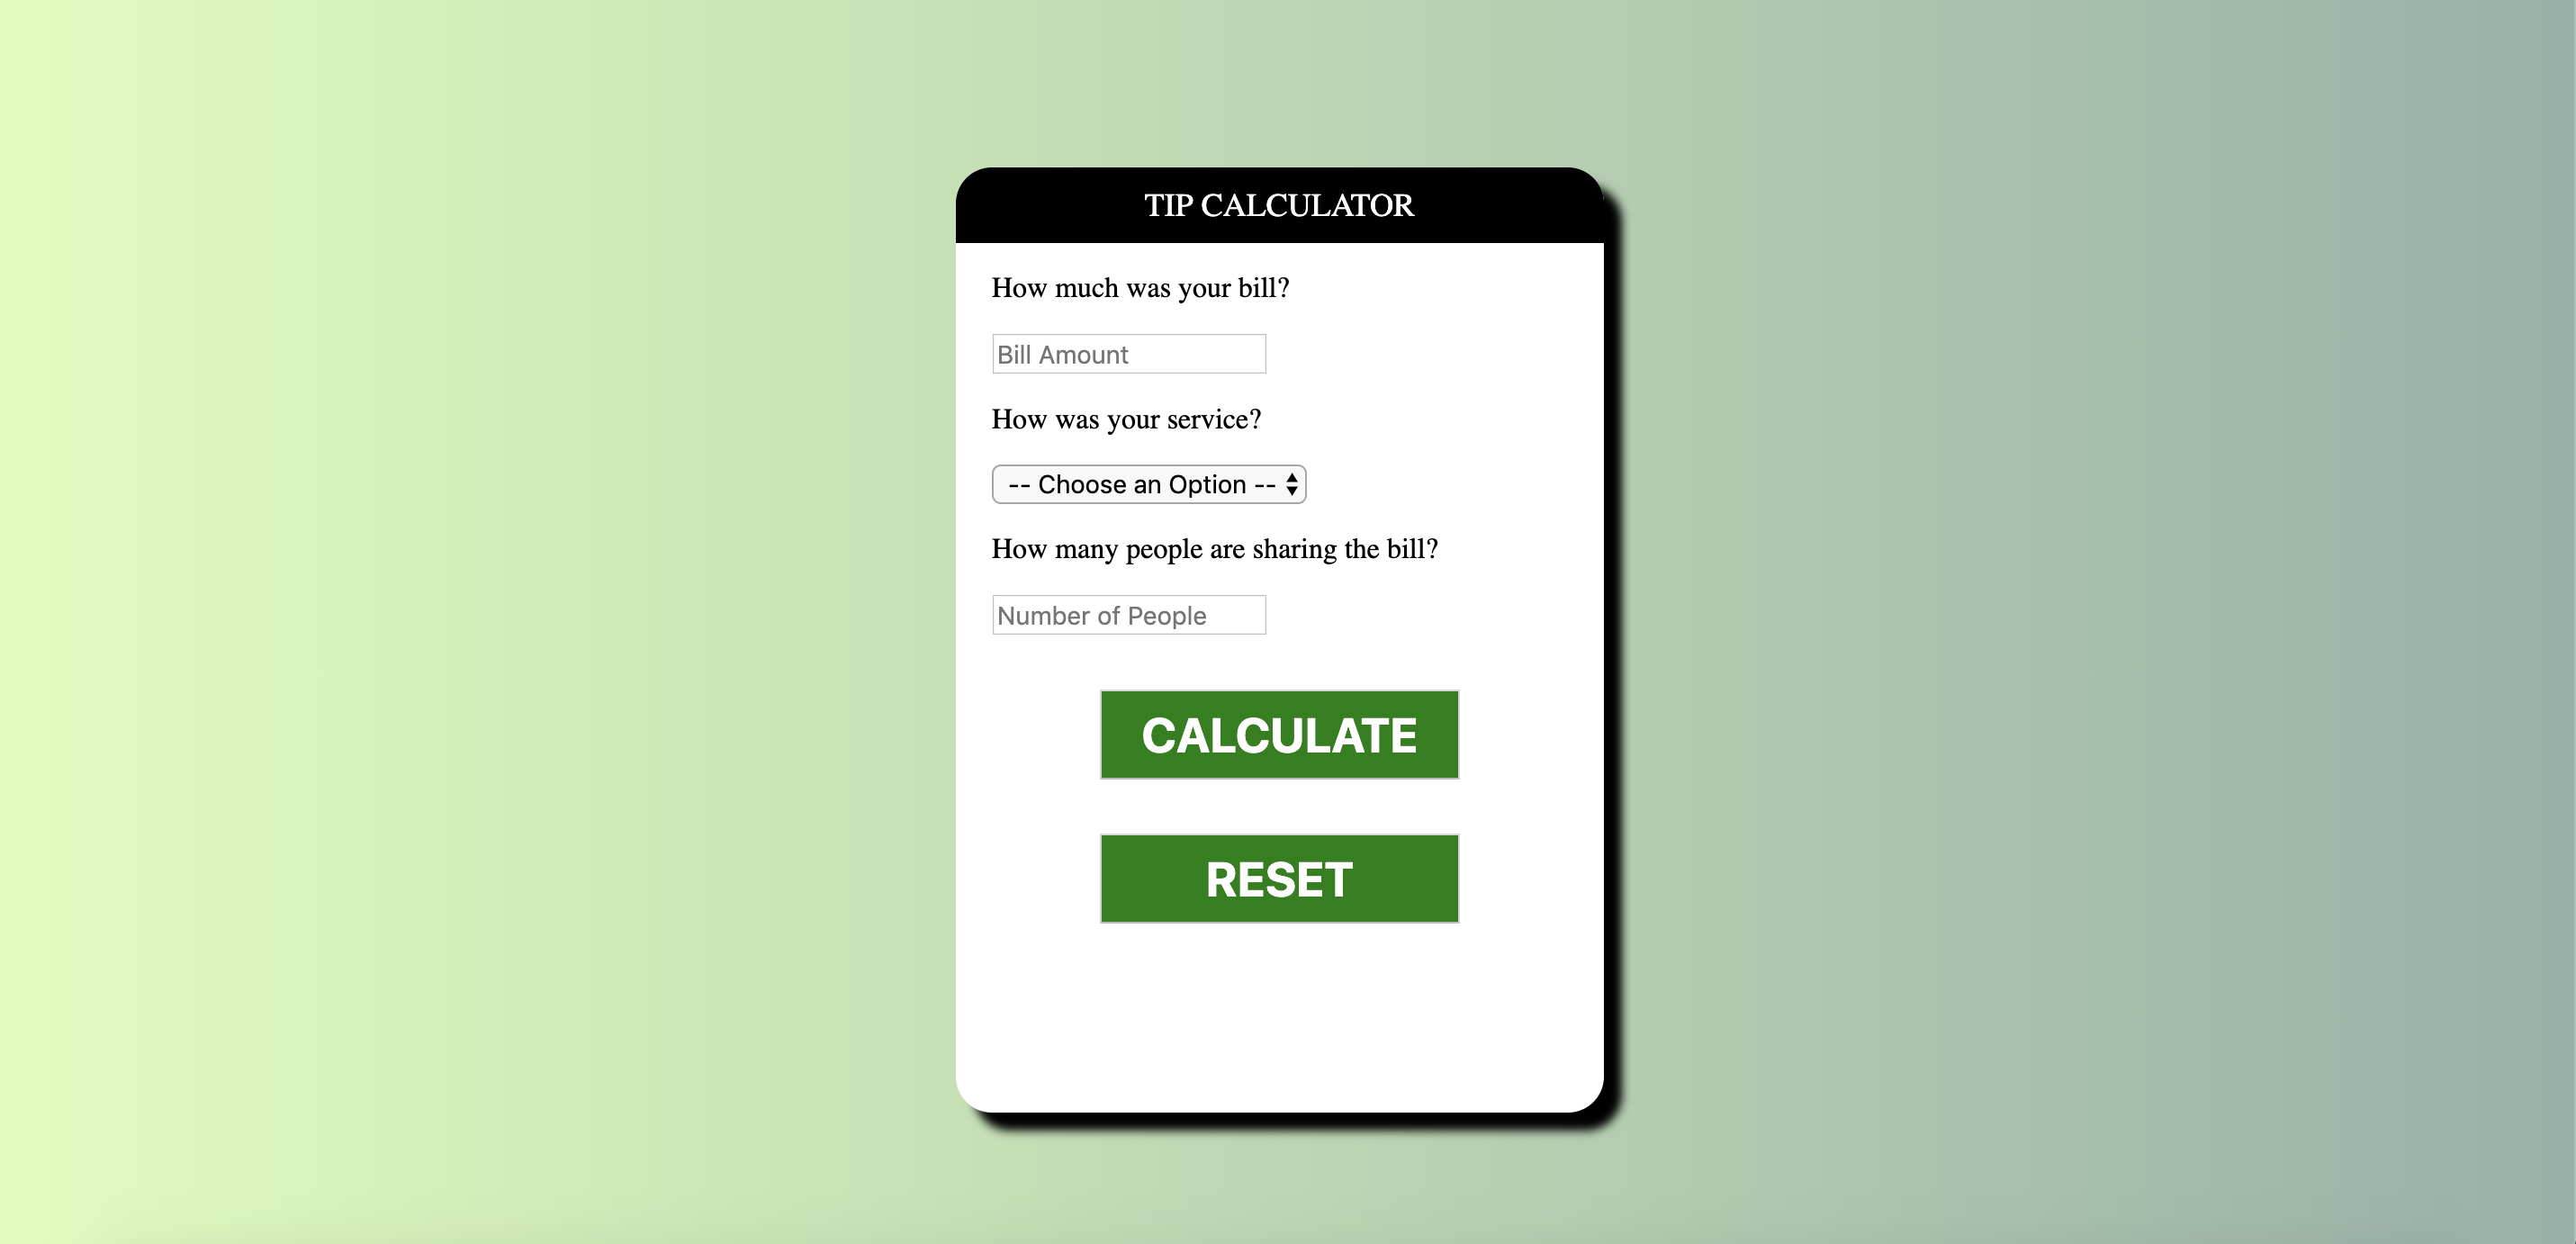 TIP CALCULATOR
How much was your bill?
Bill Amount
How was your service?
-- Choose an Option --
How many people are sharing the bill?
Number of People
CALCULATE
RESET